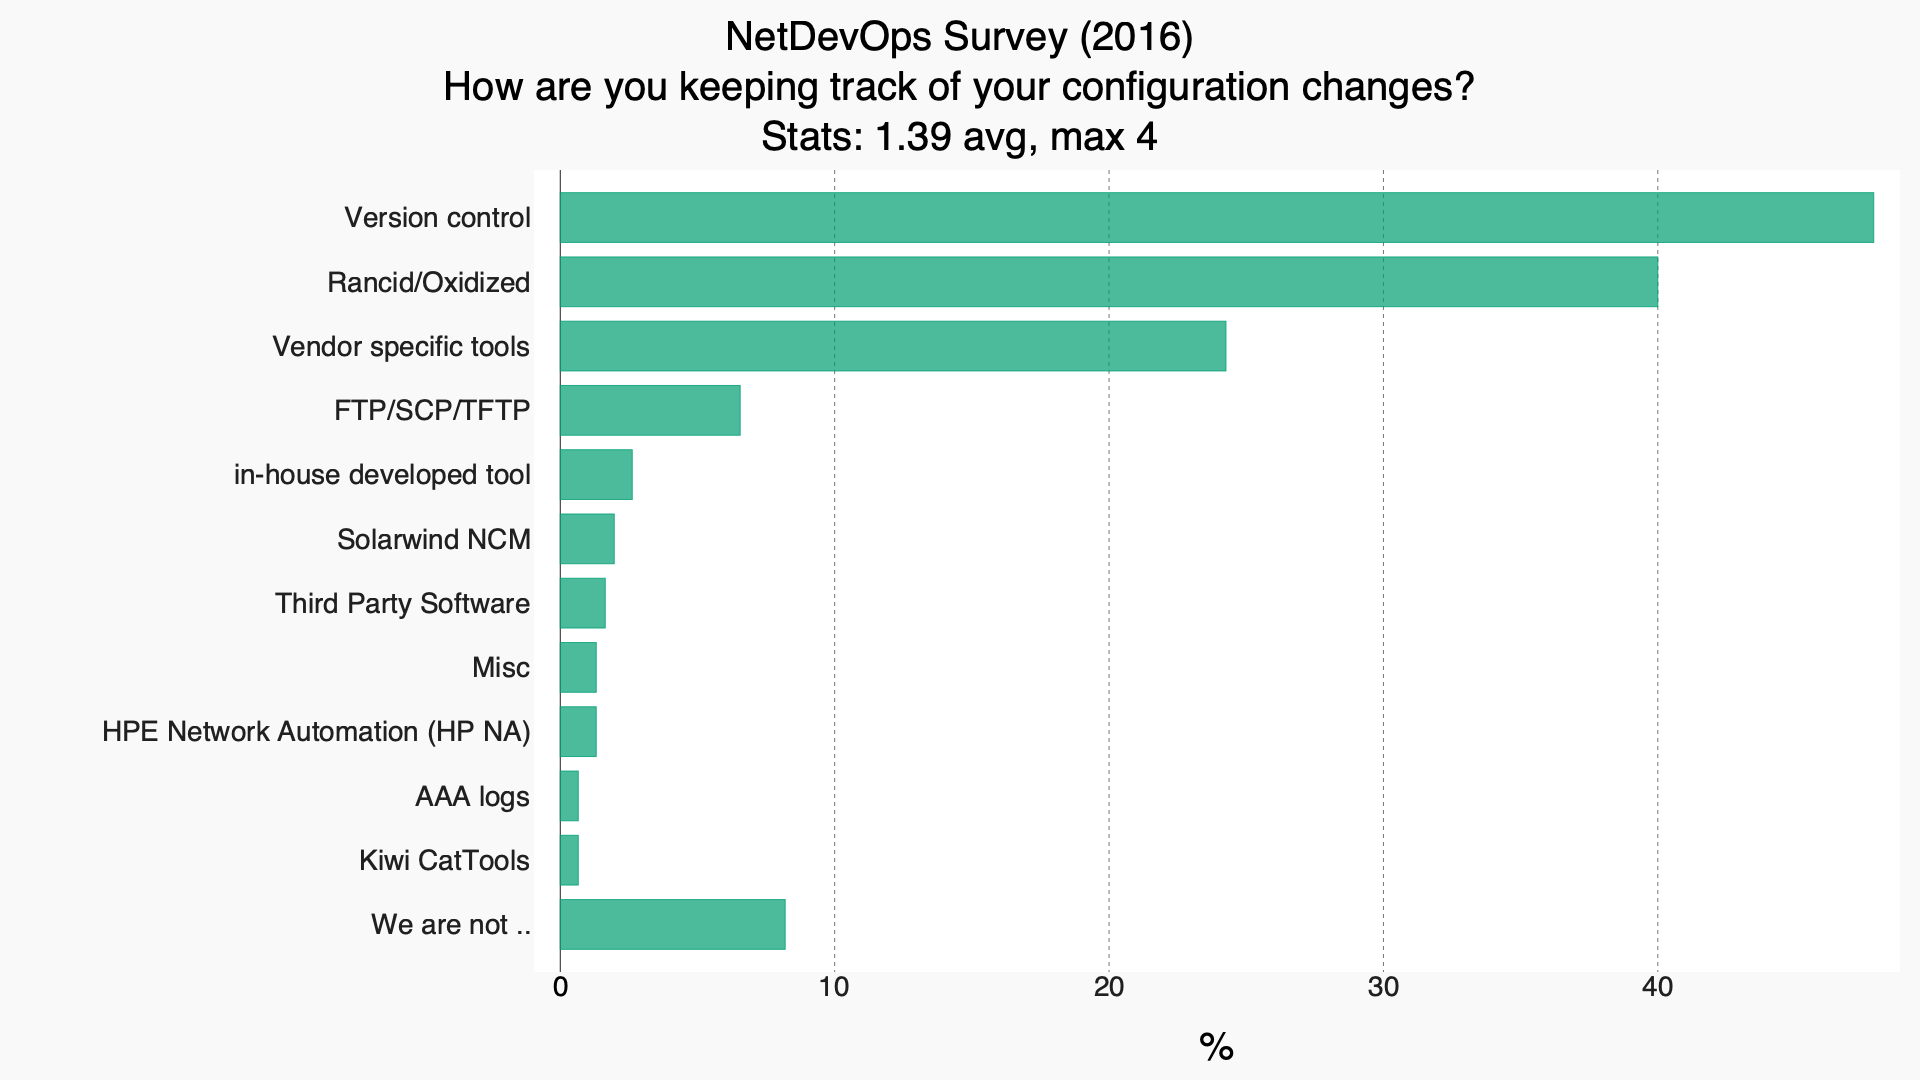 NetDevOps Survey (2016)
How are you keeping track of your configuration changes?
Stats: 1.39 avg, max 4
Version control
Rancid/Oxidized
Vendor specific tools
FTP/SCP/TFTP
in-house developed tool
Solarwind NCM
Third Party Software
Misc
HPE Network Automation (HP NA)
AAA logs
Kiwi CatTools
We are not ..
0 10 20 30 40
%